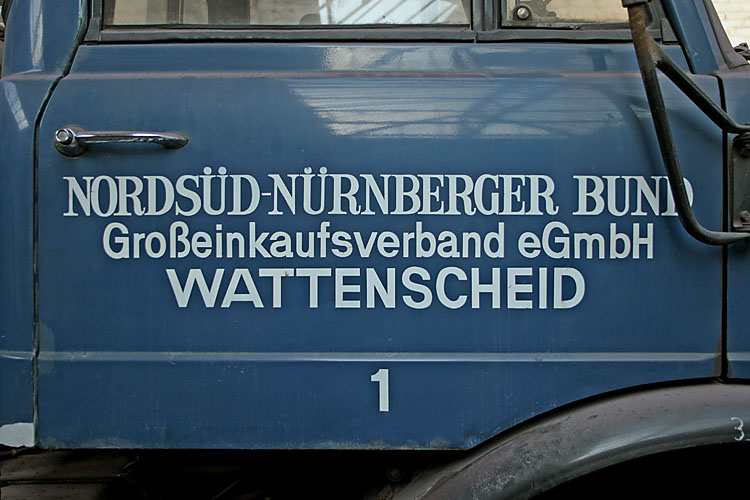 NORDSÜD-NÜRNBERGER BUND
Großeinkaufsverband eGmbH
WATTENSCHEID
1
3